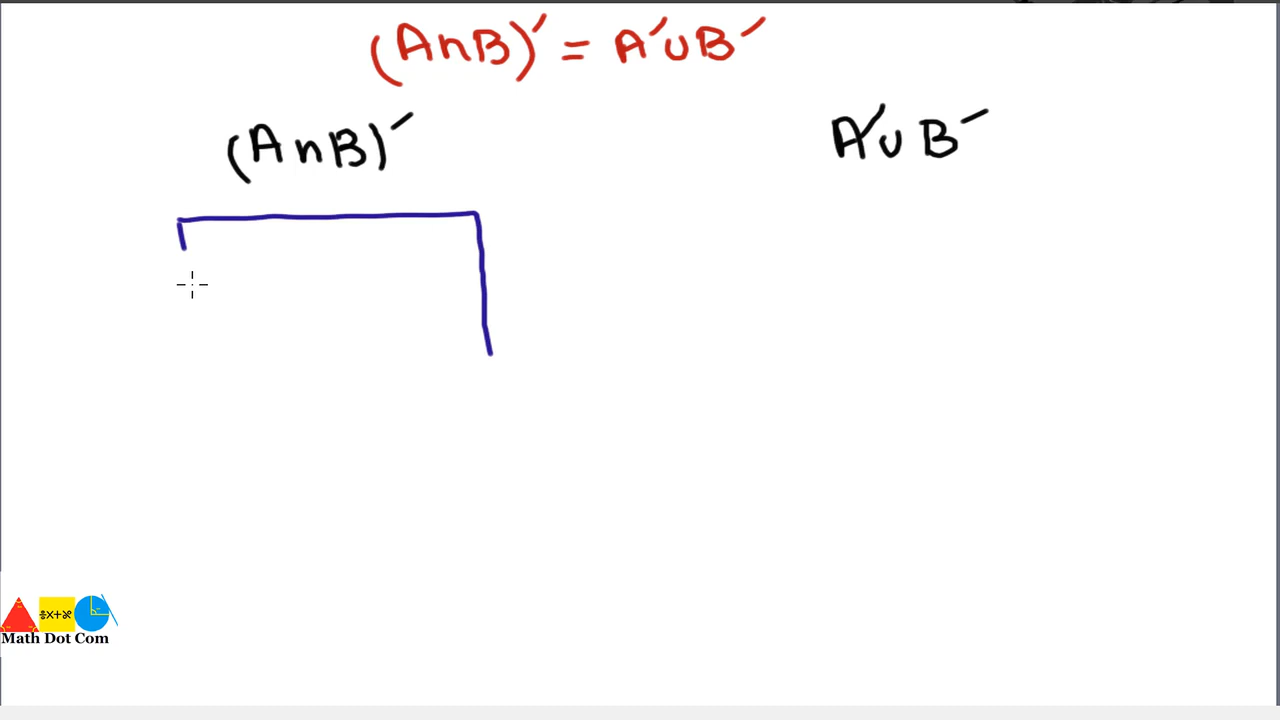 (A∩B)′ = A′∪B′
(A∩B)′
A′∪B′
÷x+
Math Dot Com